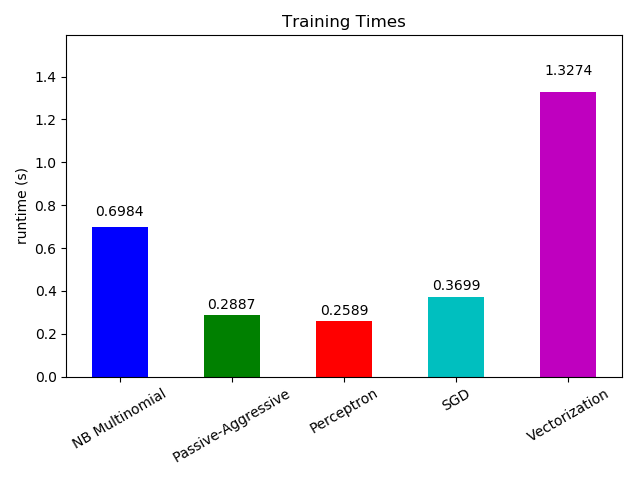 Training Times
runtime (s)
1.4
1.2
1.0
0.8
0.6
0.4
0.2
0.0
0.6984
0.2887
0.2589
0.3699
1.3274
NB Multinomial
Passive-Aggressive
Perceptron
SGD
Vectorization